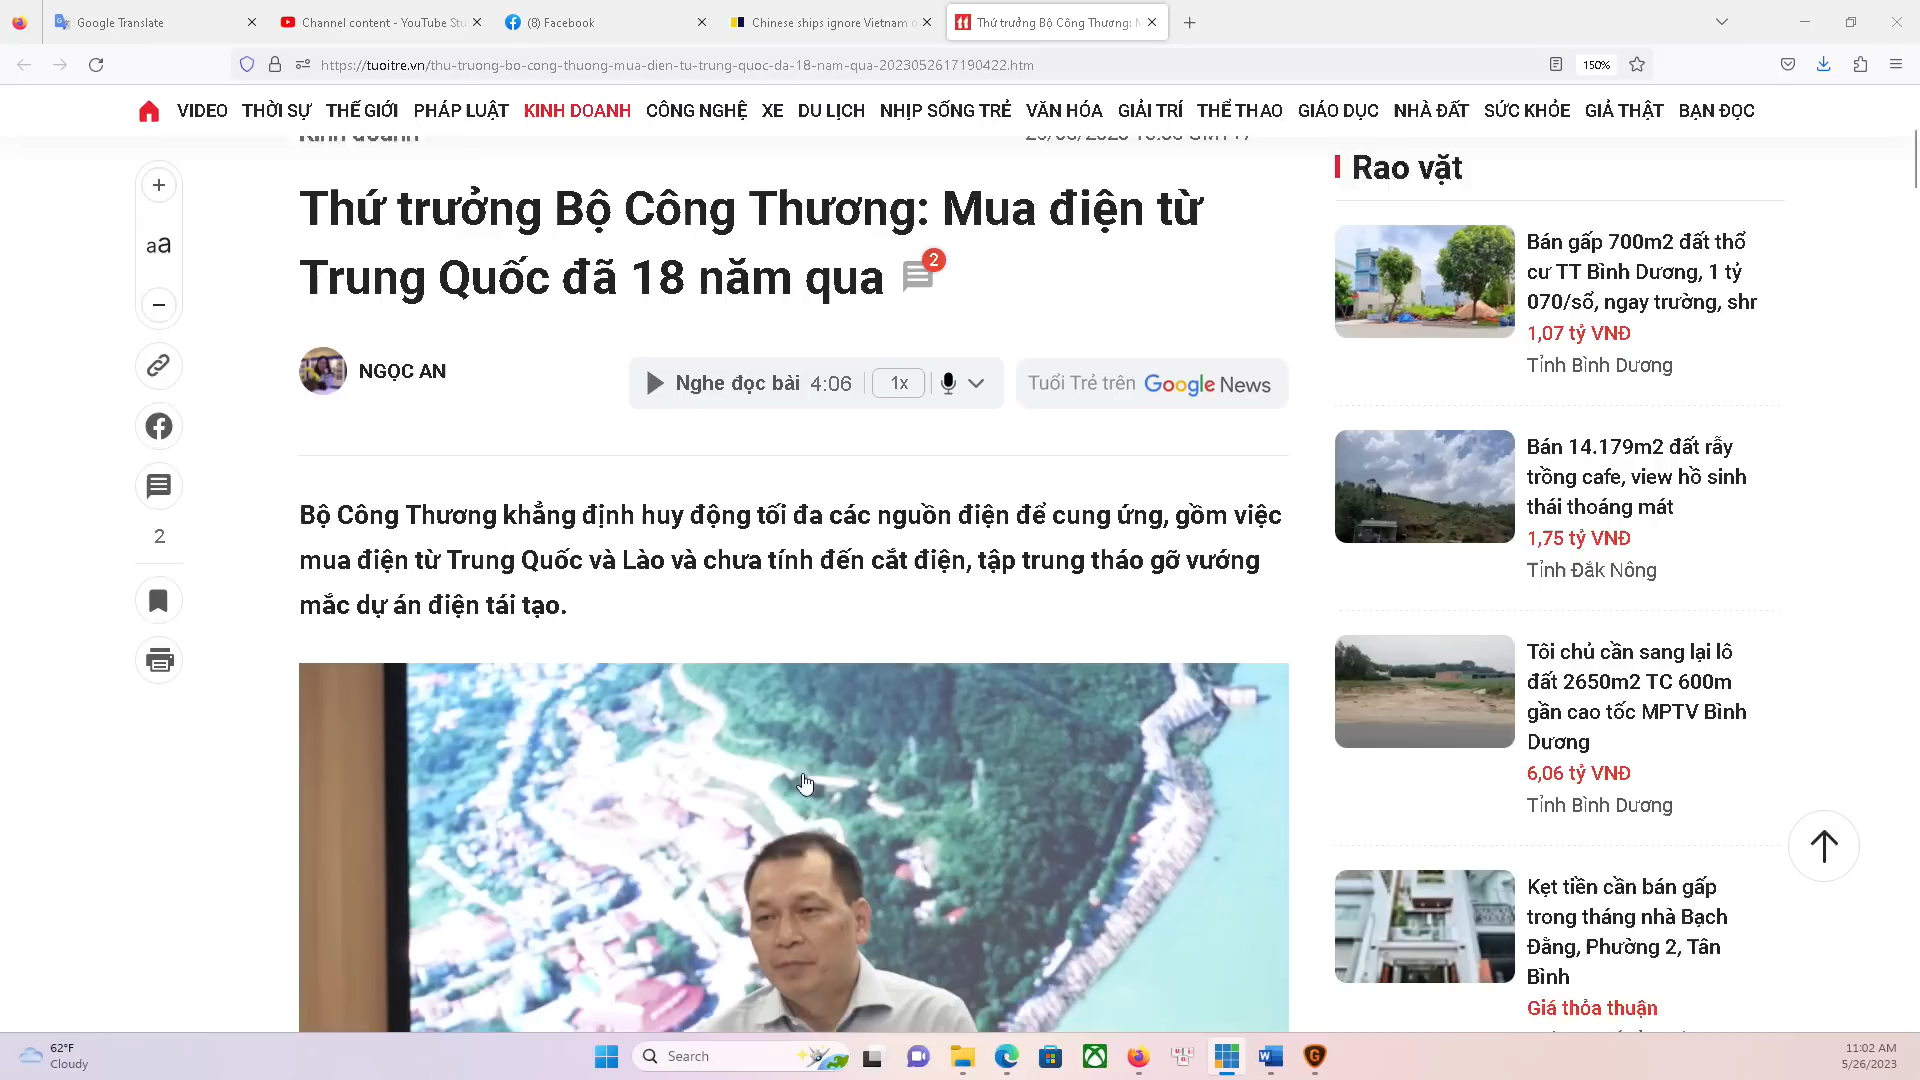 Google Translate
Channel content - YouTube Stu
(8) Facebook
Chinese ships ignore Vietnam
Thứ trưởng Bộ Công Thương:
https://tuoitre.vn/thu-truong-bo-cong-thuong-mua-dien-tu-trung-quoc-da-18-nam-qua-2023052617190422.htm
150%
VIDEO THỜI SỰ THẾ GIỚI PHÁP LUẬT KINH DOANH CÔNG NGHỆ XE DU LỊCH NHỊP SỐNG TRẺ VĂN HÓA GIẢI TRÍ THỂ THAO GIÁO DỤC NHÀ ĐẤT SỨC KHỎE GIẢ THẬT BẠN ĐỌC
Kinh doanh
Thứ trưởng Bộ Công Thương: Mua điện từ
Trung Quốc đã 18 năm qua
2
aA
NGỌC AN
Nghe đọc bài 4:06 1x
Tuổi Trẻ trên Google News
2
Bộ Công Thương khẳng định huy động tối đa các nguồn điện để cung ứng, gồm việc
mua điện từ Trung Quốc và Lào và chưa tính đến cắt điện, tập trung tháo gỡ vướng
mắc dự án điện tái tạo.
Rao vặt
Bán gấp 700m2 đất thổ
cư TT Bình Dương, 1 tỷ
070/sổ, ngay trường, shr
1,07 tỷ VNĐ
Tỉnh Bình Dương
Bán 14.179m2 đất rẫy
trồng cafe, view hồ sinh
thái thoáng mát
1,75 tỷ VNĐ
Tỉnh Đắk Nông
Tôi chủ cần sang lại lô
đất 2650m2 TC 600m
gần cao tốc MPTV Bình
Dương
6,06 tỷ VNĐ
Tỉnh Bình Dương
Kẹt tiền cần bán gấp
trong tháng nhà Bạch
Đằng, Phường 2, Tân
Bình
Giá thỏa thuận
62°F
Cloudy
Search
11:02 AM
5/26/2023